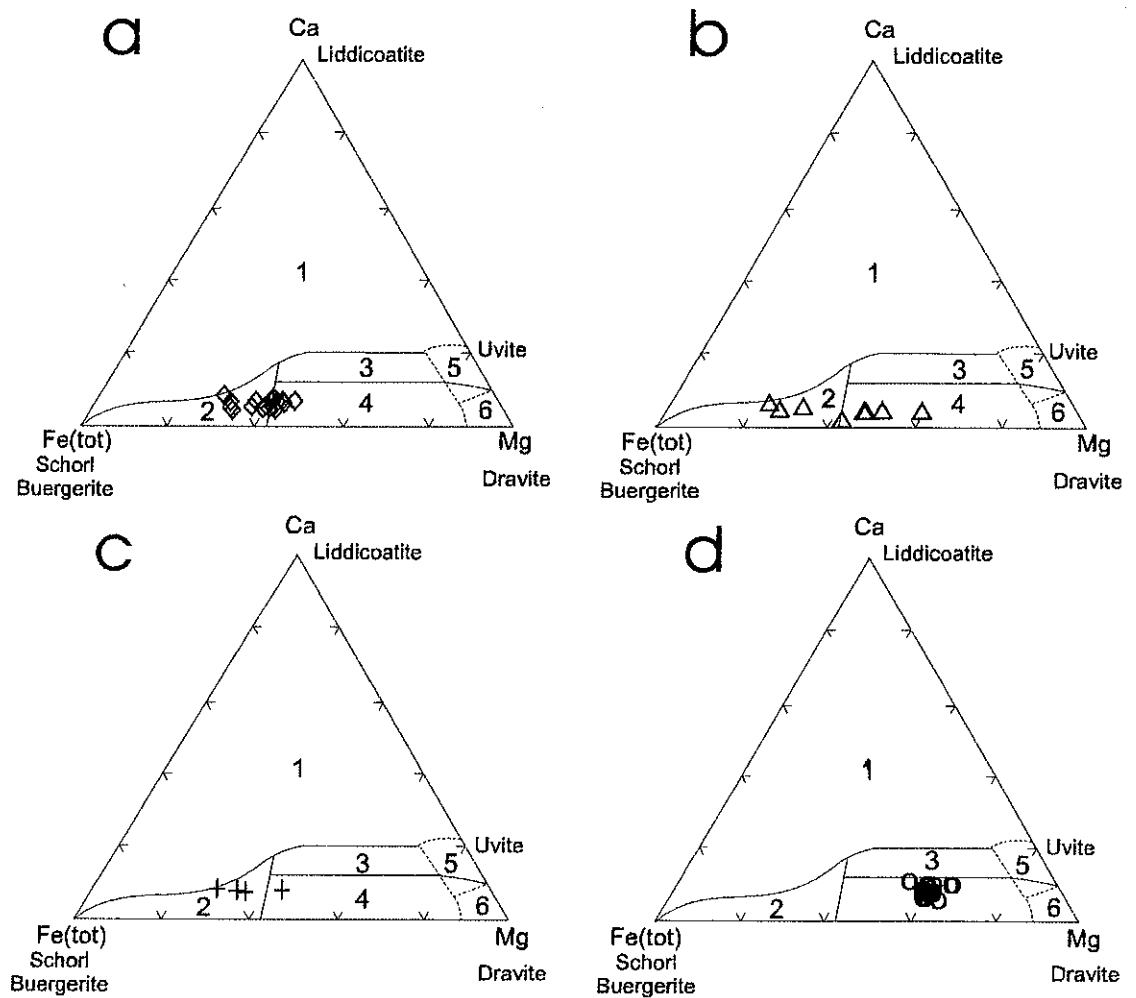 a
Ca
Liddicoatite
1
Uvite
3
5
2
4
6
Fe(tot)
Mg
Schorl
Buergerite
Dravite
b
Ca
Liddicoatite
1
Uvite
3
5
2
4
6
Fe(tot)
Mg
Schorl
Buergerite
Dravite
c
Ca
Liddicoatite
1
Uvite
3
5
2
4
6
Fe(tot)
Mg
Schorl
Buergerite
Dravite
d
Ca
Liddicoatite
1
Uvite
3
5
2
4
6
Fe(tot)
Mg
Schorl
Buergerite
Dravite